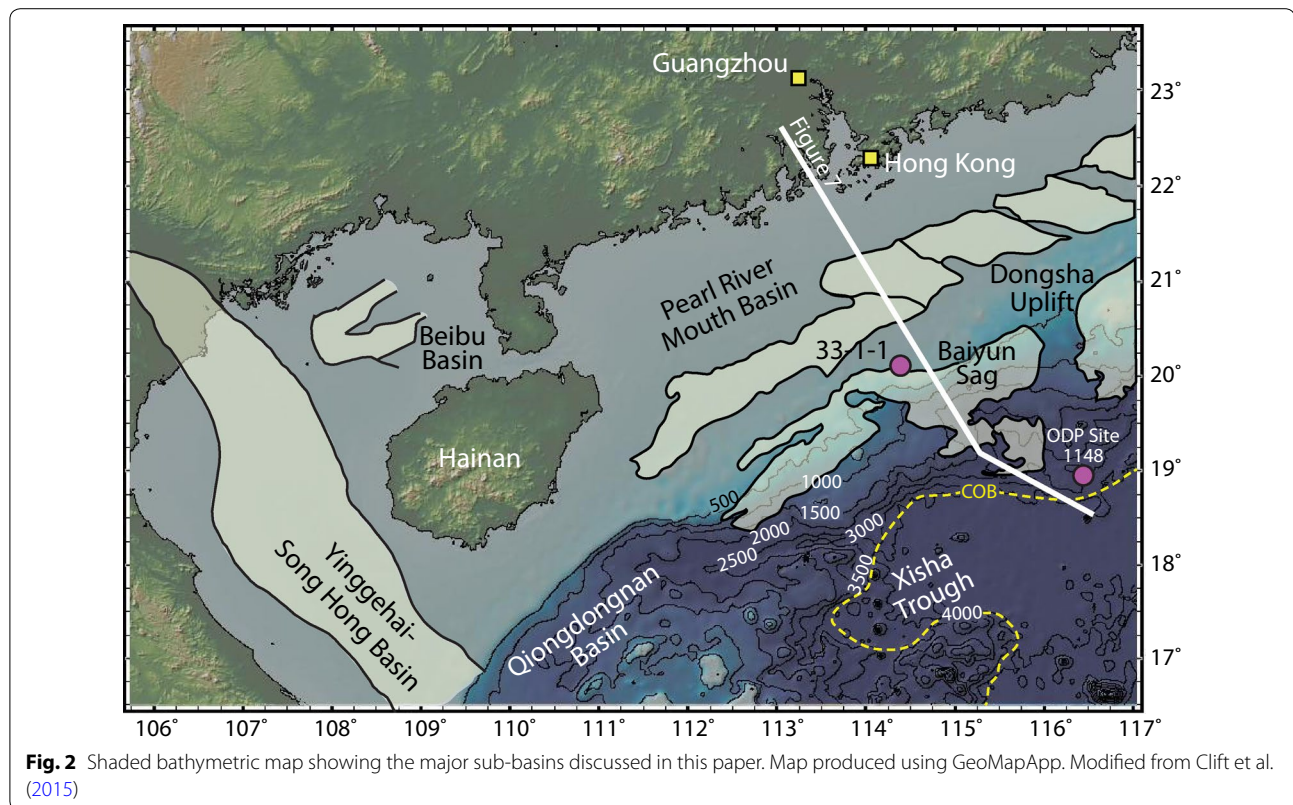 Guangzhou
23°
Figure 7
Hong Kong
22°
Pearl River
Mouth Basin
Dongsha
Uplift
21°
Beibu
Basin
33-1-1
Baiyun
Sag
20°
ODP Site
1148
Hainan
19°
500
1000
1500
COB
2000
3000
2500
3500
18°
Yinggehai-
Song Hong Basin
Qiongdongnan
Basin
Xisha
Trough
4000
17°
106° 107° 108° 109° 110° 111° 112° 113° 114° 115° 116° 117°
Fig. 2 Shaded bathymetric map showing the major sub-basins discussed in this paper. Map produced using GeoMapApp. Modified from Clift et al.
(2015)